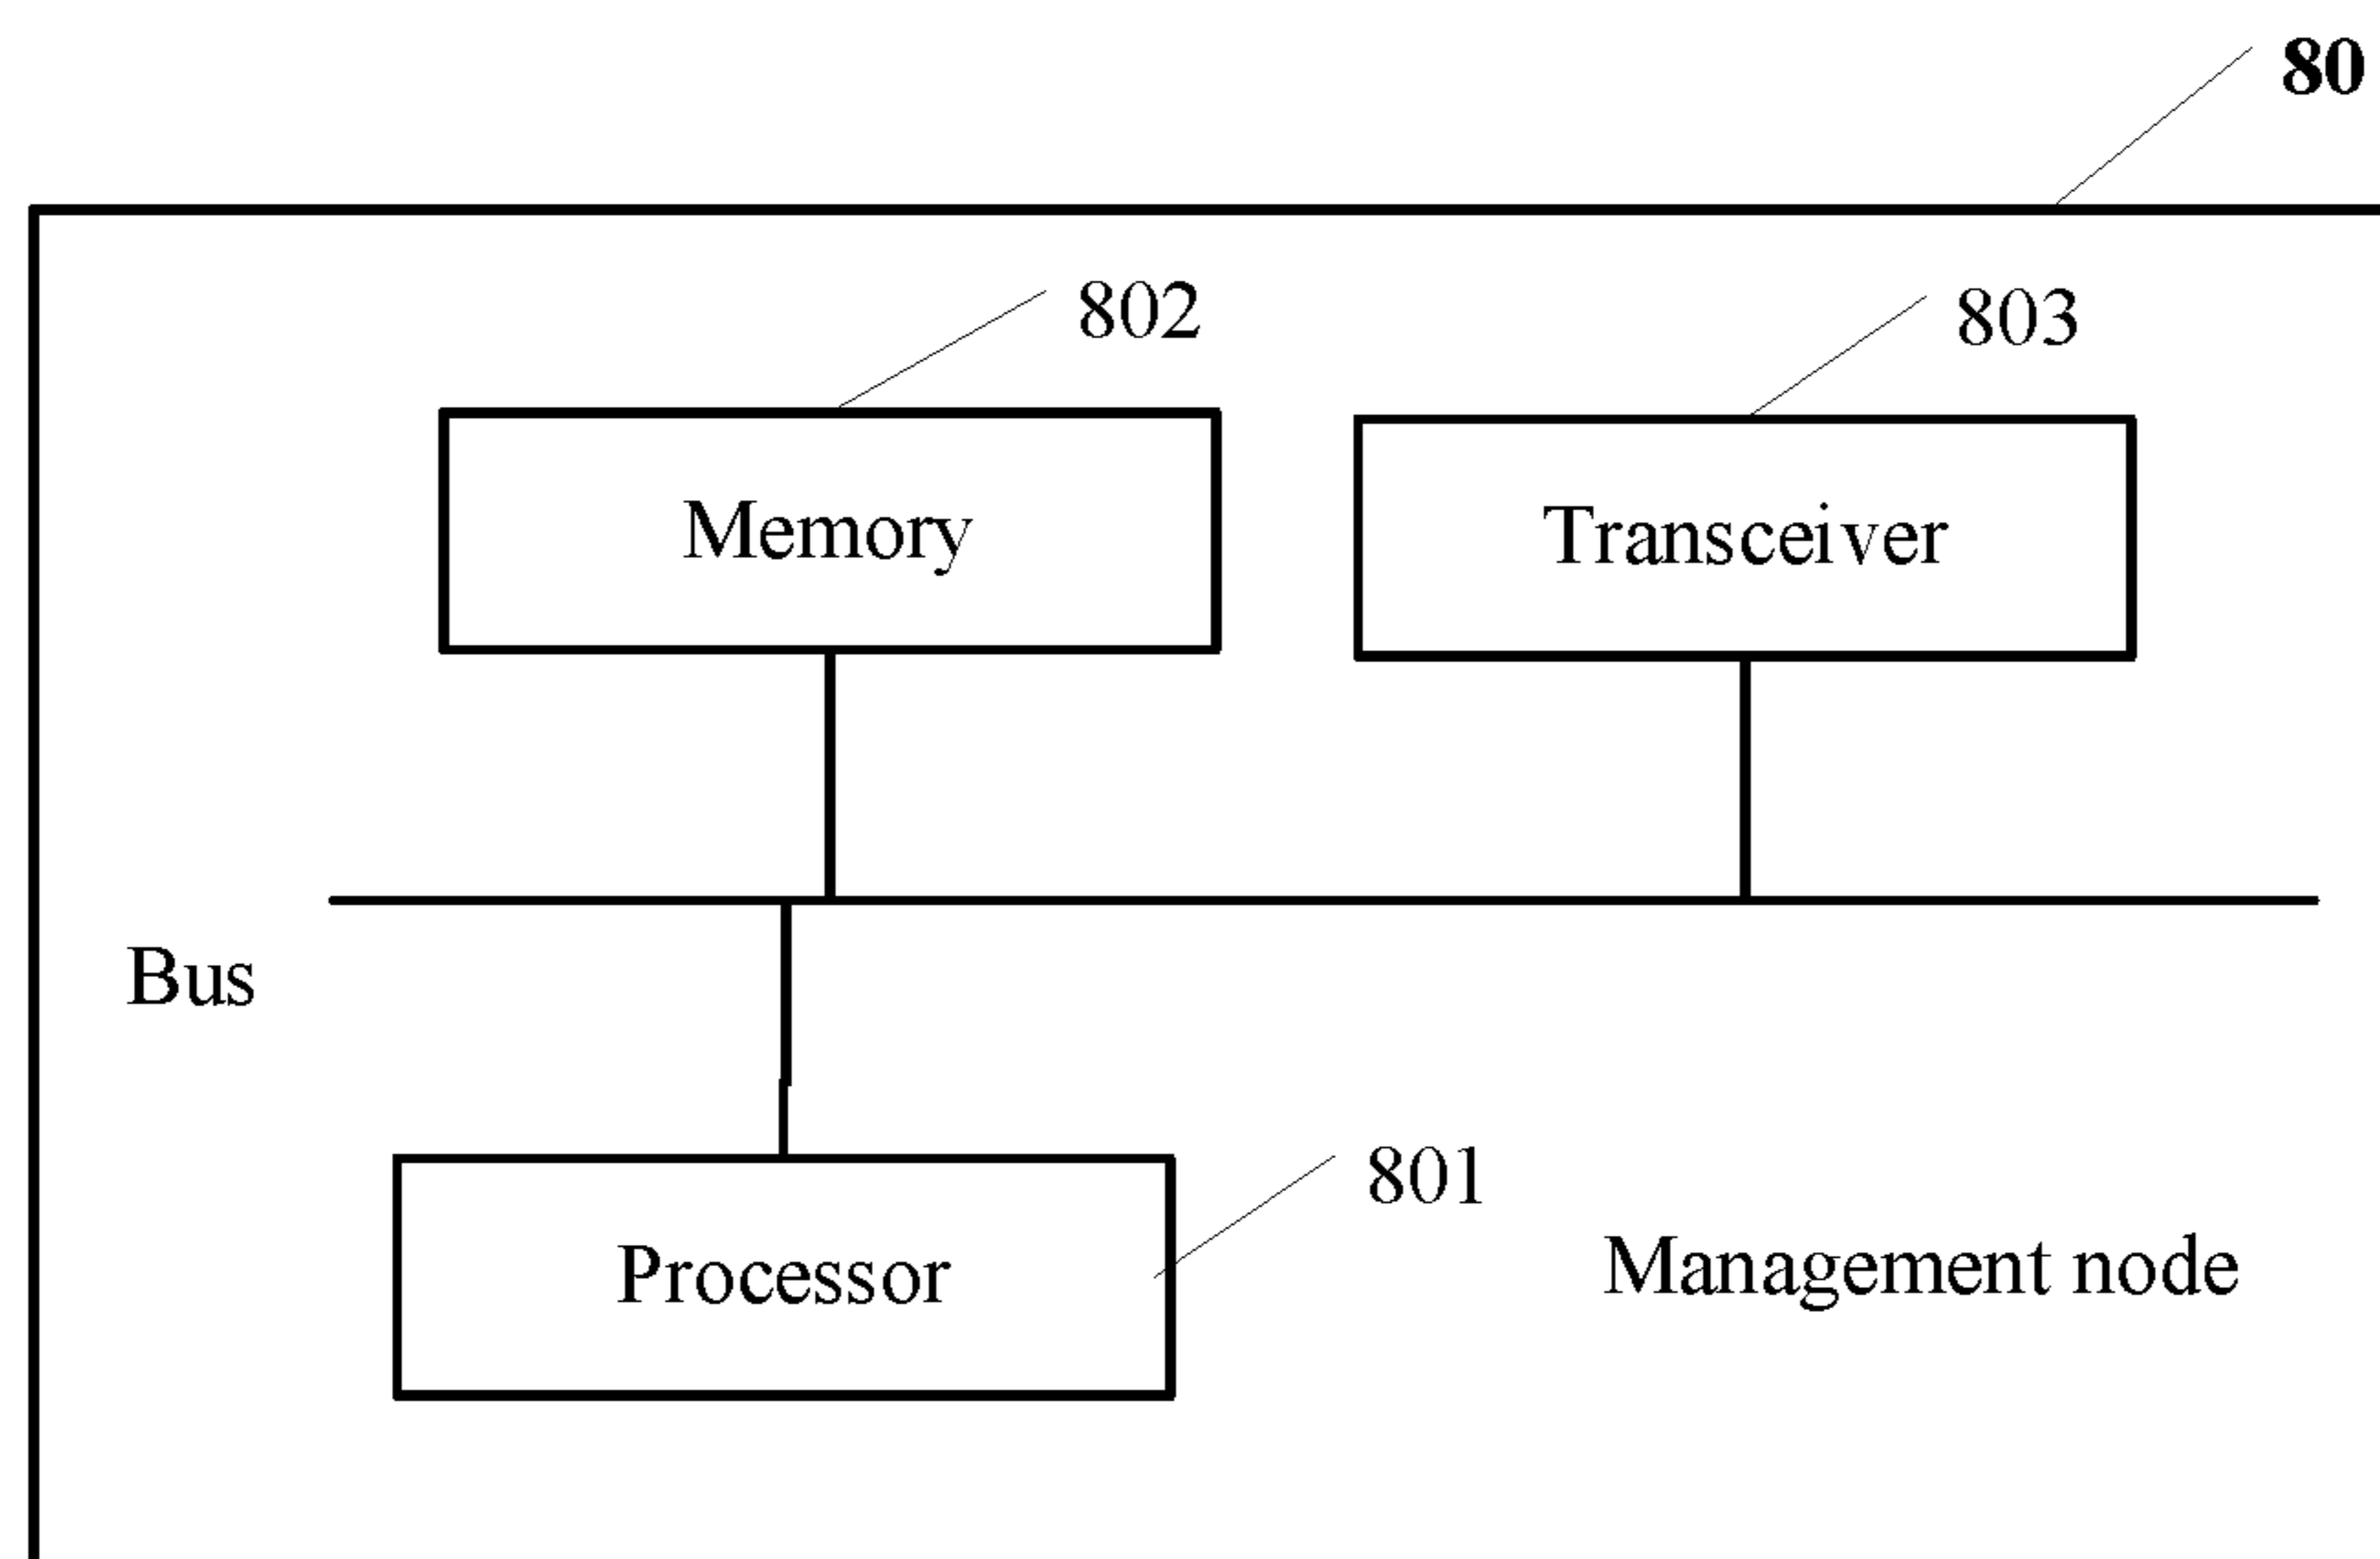 80
802
803
Memory
Transceiver
Bus
801
Processor
Management node